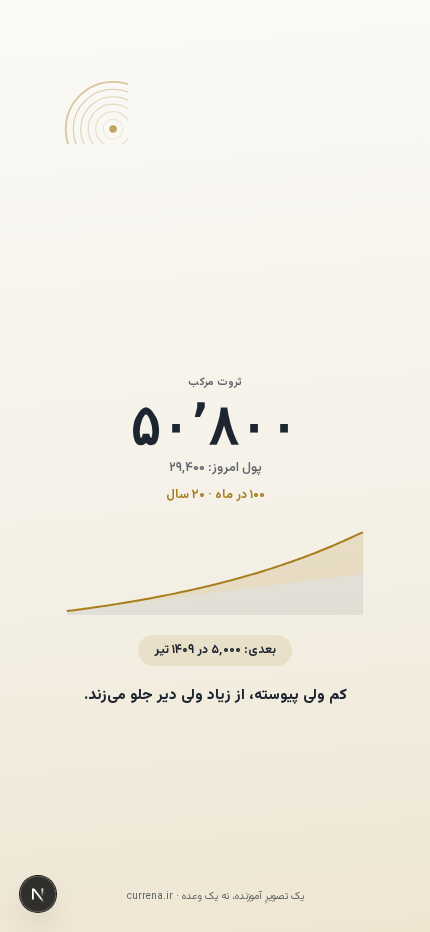 ثروت مرکب
۵۰٬۸۰۰
پول امروز: ۲۹,۴۰۰
۱۰۰ در ماه · ۲۰ سال
بعدی: ۵,۰۰۰ در ۱۴۰۹ تیر
کم ولی پیوسته، از زیاد ولی دیر جلو می‌زند.
یک تصویرِ آموزنده، نه یک وعده · currena.ir
N